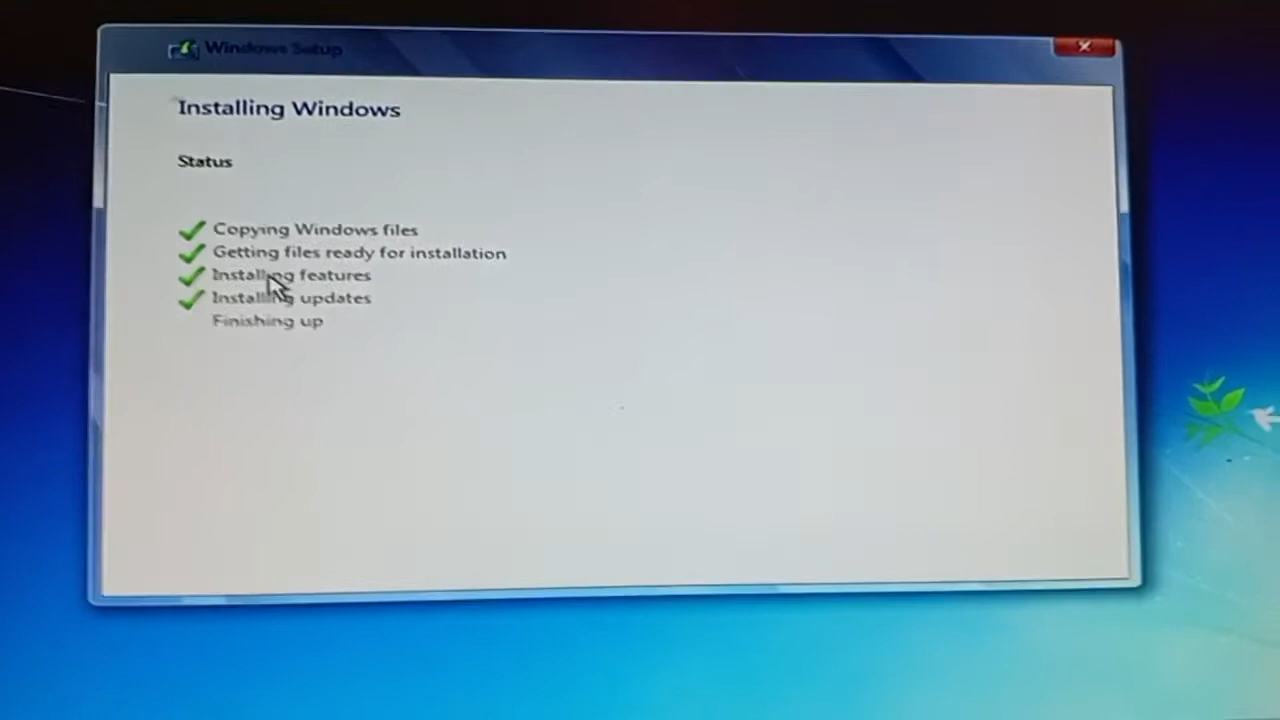 Windows Setup
Installing Windows
Status
Copying Windows files
Getting files ready for installation
Installing features
Installing updates
Finishing up